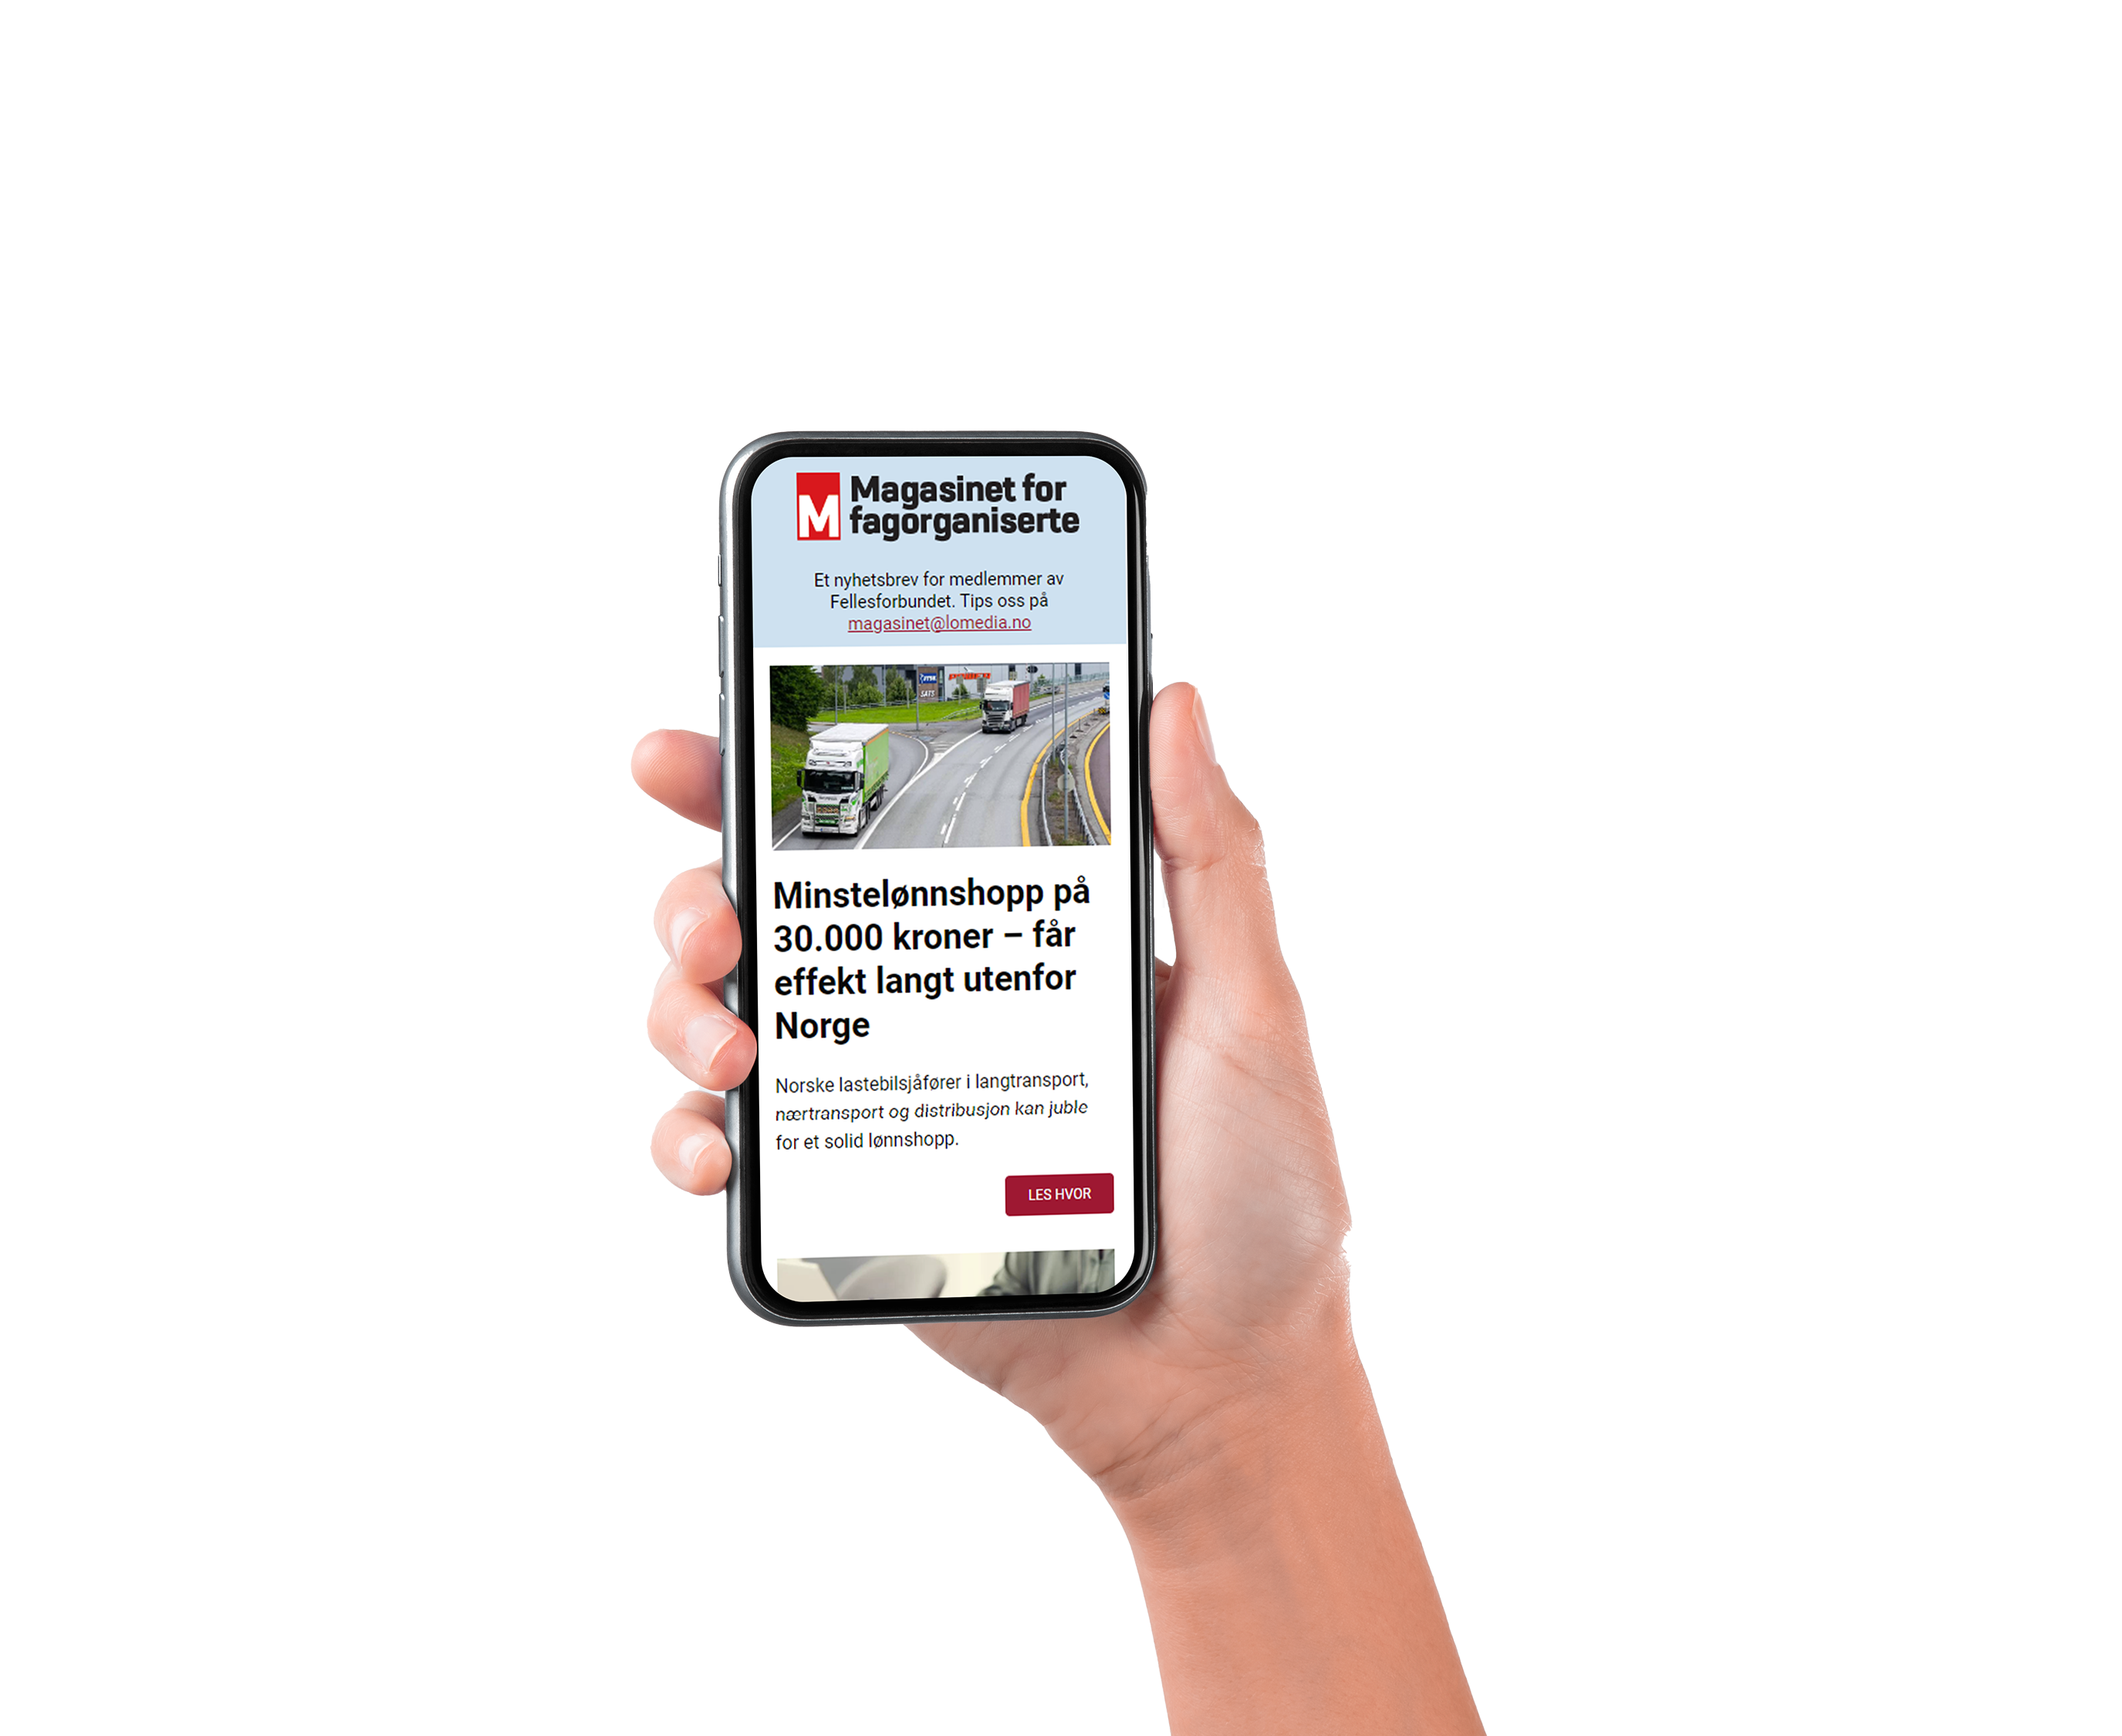 M
Magasinet for
fagorganiserte
Et nyhetsbrev for medlemmer av
Fellesforbundet. Tips oss på
magasinet@lomedia.no
JYSK
SATS
Minstelønnshopp på
30.000 kroner – får
effekt langt utenfor
Norge
Norske lastebilsjåfører i langtransport,
nærtransport og distribusjon kan juble
for et solid lønnshopp.
LES HVOR